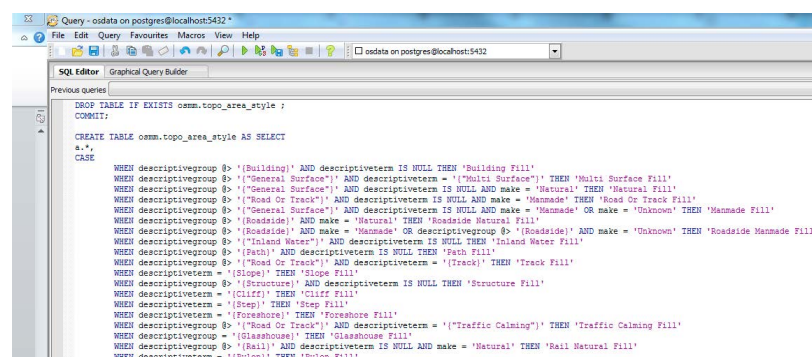 Query - osdata on postgres@localhost:5432 *
File Edit Query Favourites Macros View Help
osdata on postgres@localhost:5432
SQL Editor Graphical Query Builder
Previous queries
DROP TABLE IF EXISTS osmm.topo_area_style ;
COMMIT;
CREATE TABLE osmm.topo_area_style AS SELECT
a.*,
CASE
WHEN descriptivegroup @> '{Building}' AND descriptiveterm IS NULL THEN 'Building Fill'
WHEN descriptivegroup @> '{"General Surface"}' AND descriptiveterm = '{"Multi Surface"}' THEN 'Multi Surface Fill'
WHEN descriptivegroup @> '{"General Surface"}' AND descriptiveterm IS NULL AND make = 'Natural' THEN 'Natural Fill'
WHEN descriptivegroup @> '{"Road Or Track"}' AND descriptiveterm IS NULL AND make = 'Manmade' THEN 'Road Or Track Fill'
WHEN descriptivegroup @> '{"General Surface"}' AND descriptiveterm IS NULL AND make = 'Manmade' OR make = 'Unknown' THEN 'Manmade Fill'
WHEN descriptivegroup @> '{Roadside}' AND make = 'Natural' THEN 'Roadside Natural Fill'
WHEN descriptivegroup @> '{Roadside}' AND make = 'Manmade' OR descriptivegroup @> '{Roadside}' AND make = 'Unknown' THEN 'Roadside Manmade Fill
WHEN descriptivegroup @> '{"Inland Water"}' AND descriptiveterm IS NULL THEN 'Inland Water Fill'
WHEN descriptivegroup @> '{Path}' AND descriptiveterm IS NULL THEN 'Path Fill'
WHEN descriptivegroup @> '{"Road Or Track"}' AND descriptiveterm = '{Track}' THEN 'Track Fill'
WHEN descriptiveterm = '{Slope}' THEN 'Slope Fill'
WHEN descriptivegroup @> '{Structure}' AND descriptiveterm IS NULL THEN 'Structure Fill'
WHEN descriptiveterm = '{Cliff}' THEN 'Cliff Fill'
WHEN descriptiveterm = '{Step}' THEN 'Step Fill'
WHEN descriptiveterm = '{Foreshore}' THEN 'Foreshore Fill'
WHEN descriptivegroup @> '{"Road Or Track"}' AND descriptiveterm = '{"Traffic Calming"}' THEN 'Traffic Calming Fill'
WHEN descriptivegroup @> '{Glasshouse}' THEN 'Glasshouse Fill'
WHEN descriptivegroup @> '{Rail}' AND descriptiveterm IS NULL AND make = 'Natural' THEN 'Rail Natural Fill'
WHEN descriptiveterm = '{Pylon}' THEN 'Pylon Fill'